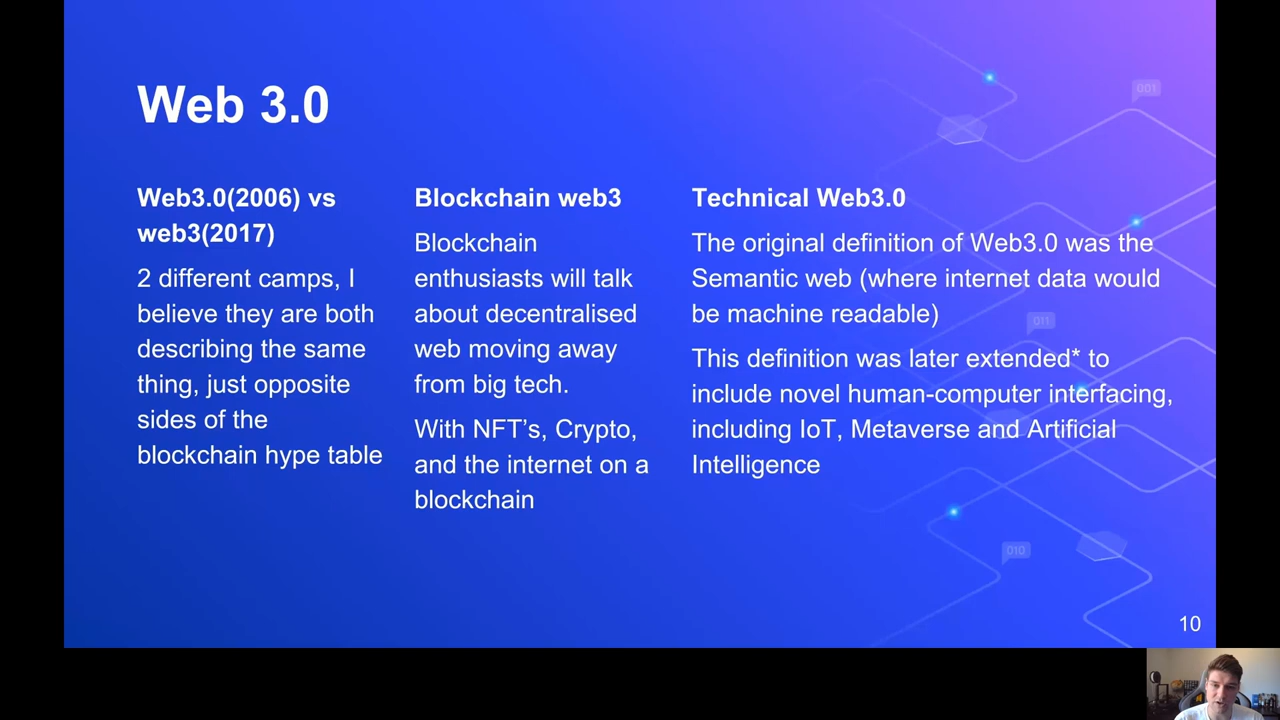 Web 3.0
Web3.0(2006) vs
web3(2017)
2 different camps, I
believe they are both
describing the same
thing, just opposite
sides of the
blockchain hype table
Blockchain web3
Blockchain
enthusiasts will talk
about decentralised
web moving away
from big tech.
With NFT's, Crypto,
and the internet on a
blockchain
Technical Web3.0
The original definition of Web3.0 was the
Semantic web (where internet data would
be machine readable)
This definition was later extended* to
include novel human-computer interfacing,
including IoT, Metaverse and Artificial
Intelligence
001
011
010
10